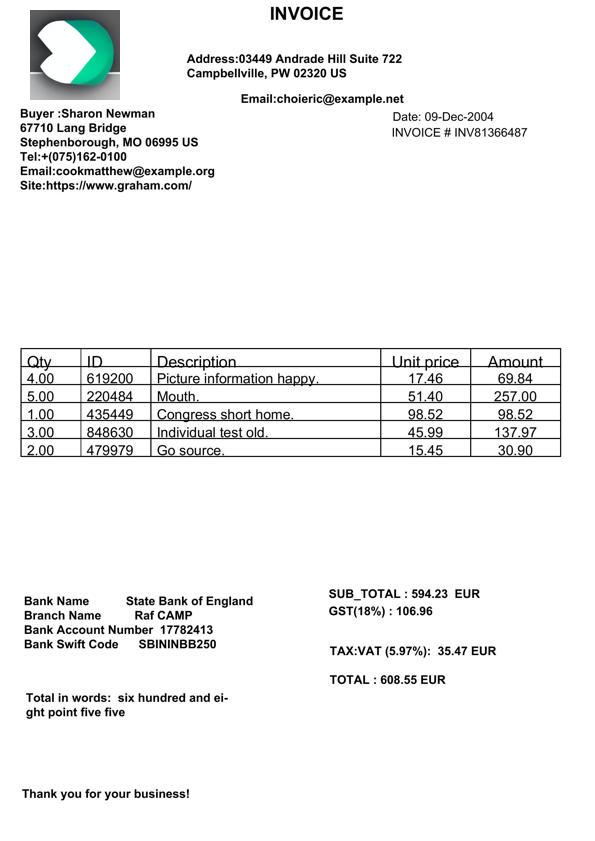 INVOICE
Address:03449 Andrade Hill Suite 722
Campbellville, PW 02320 US
Email:choieric@example.net
Buyer :Sharon Newman
67710 Lang Bridge
Stephenborough, MO 06995 US
Tel:+(075)162-0100
Email:cookmatthew@example.org
Site:https://www.graham.com/
Date: 09-Dec-2004
INVOICE # INV81366487
Qty ID Description Unit price Amount
4.00 619200 Picture information happy. 17.46 69.84
5.00 220484 Mouth. 51.40 257.00
1.00 435449 Congress short home. 98.52 98.52
3.00 848630 Individual test old. 45.99 137.97
2.00 479979 Go source. 15.45 30.90
Bank Name State Bank of England
Branch Name Raf CAMP
Bank Account Number 17782413
Bank Swift Code SBININBB250
SUB_TOTAL : 594.23 EUR
GST(18%) : 106.96
TAX:VAT (5.97%): 35.47 EUR
TOTAL : 608.55 EUR
Total in words: six hundred and ei-
ght point five five
Thank you for your business!